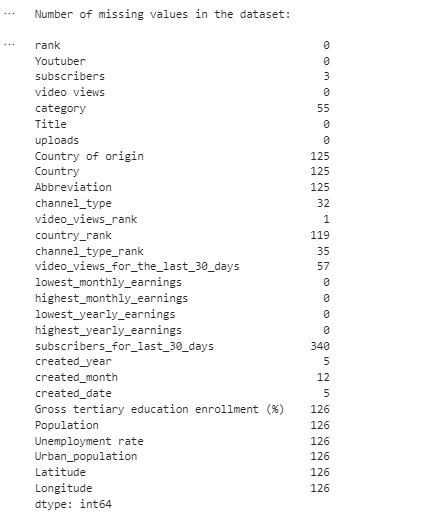 ... Number of missing values in the dataset:
... rank 0
Youtuber 0
subscribers 3
video views 0
category 55
Title 0
uploads 0
Country of origin 125
Country 125
Abbreviation 125
channel_type 32
video_views_rank 1
country_rank 119
channel_type_rank 35
video_views_for_the_last_30_days 57
lowest_monthly_earnings 0
highest_monthly_earnings 0
lowest_yearly_earnings 0
highest_yearly_earnings 0
subscribers_for_last_30_days 340
created_year 5
created_month 12
created_date 5
Gross tertiary education enrollment (%) 126
Population 126
Unemployment rate 126
Urban_population 126
Latitude 126
Longitude 126
dtype: int64